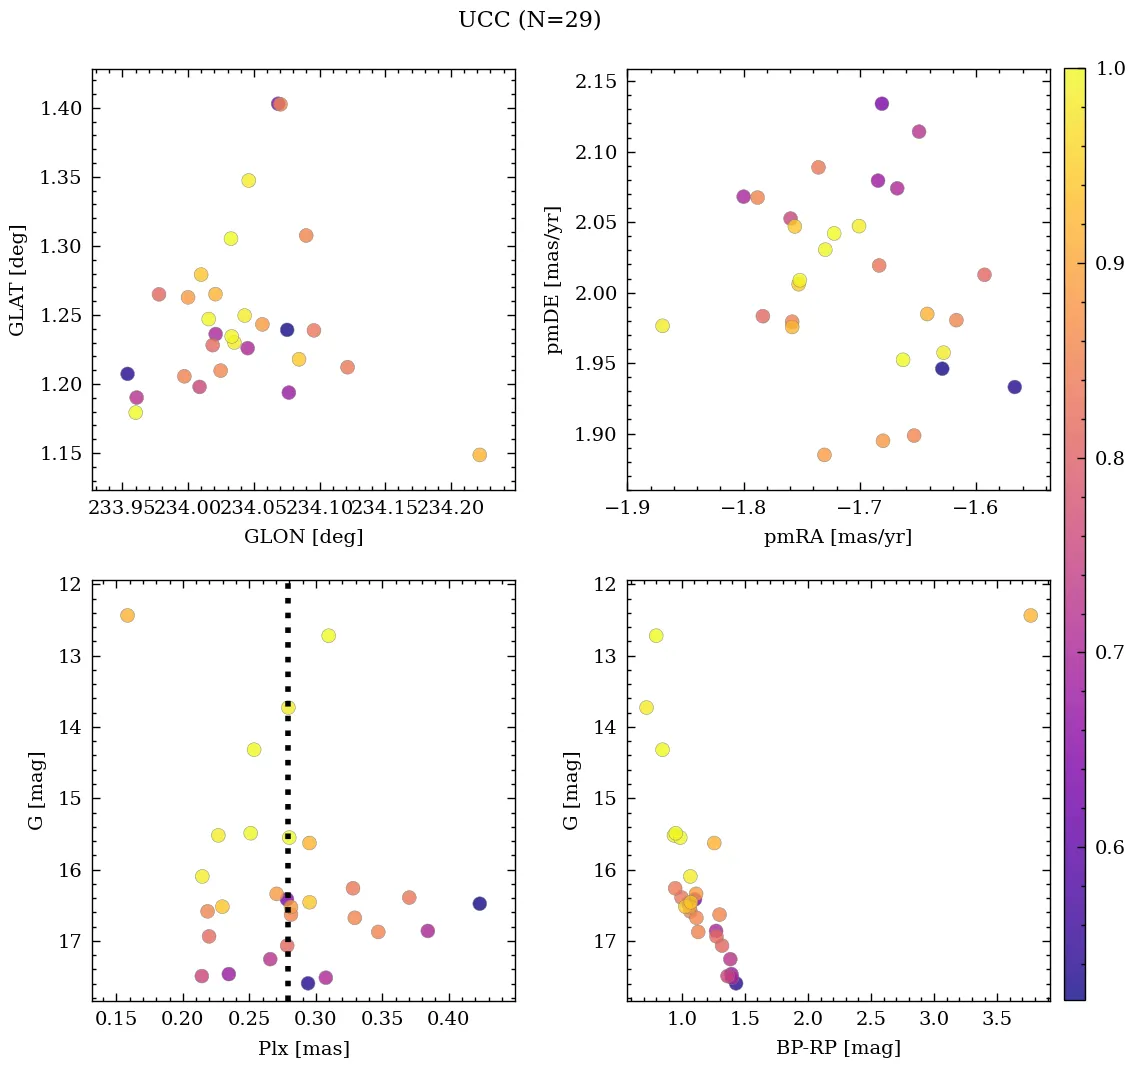 UCC (N=29)
1.40
1.35
1.30
1.25
1.20
1.15
GLAT [deg]
233.95 234.00 234.05 234.10 234.15 234.20
GLON [deg]
2.15
2.10
2.05
2.00
1.95
1.90
pmDE [mas/yr]
−1.9 −1.8 −1.7 −1.6
pmRA [mas/yr]
12
13
14
15
16
17
G [mag]
0.15 0.20 0.25 0.30 0.35 0.40
Plx [mas]
12
13
14
15
16
17
G [mag]
1.0 1.5 2.0 2.5 3.0 3.5
BP-RP [mag]
1.0
0.9
0.8
0.7
0.6